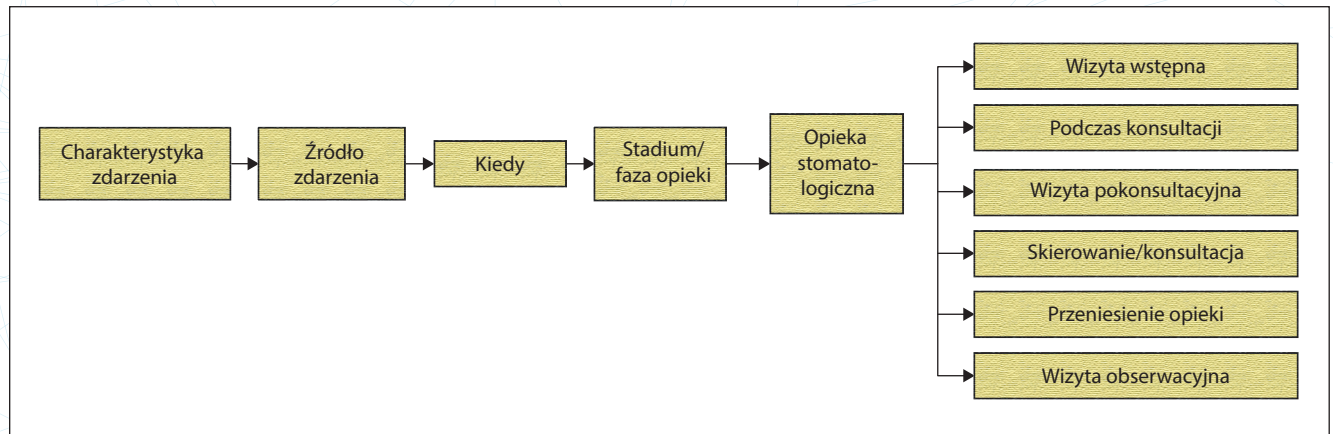 Charakterystyka
zdarzenia
Źródło
zdarzenia
Kiedy
Stadium/
faza opieki
Opieka
stomato-
logiczna
Wizyta wstępna
Podczas konsultacji
Wizyta pokonsultacyjna
Skierowanie/konsultacja
Przeniesienie opieki
Wizyta obserwacyjna